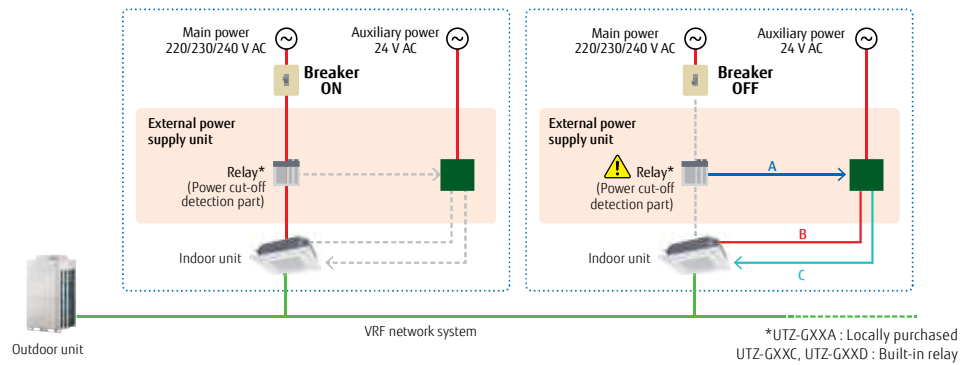 Main power
220/230/240 V AC
Auxiliary power
24 V AC
Breaker
ON
External power
supply unit
Relay*
(Power cut-off
detection part)
Indoor unit
Main power
220/230/240 V AC
Auxiliary power
24 V AC
Breaker
OFF
External power
supply unit
Relay*
(Power cut-off
detection part)
A
B
C
Indoor unit
Outdoor unit
VRF network system
*UTZ-GXXA : Locally purchased
UTZ-GXXC, UTZ-GXXD : Built-in relay